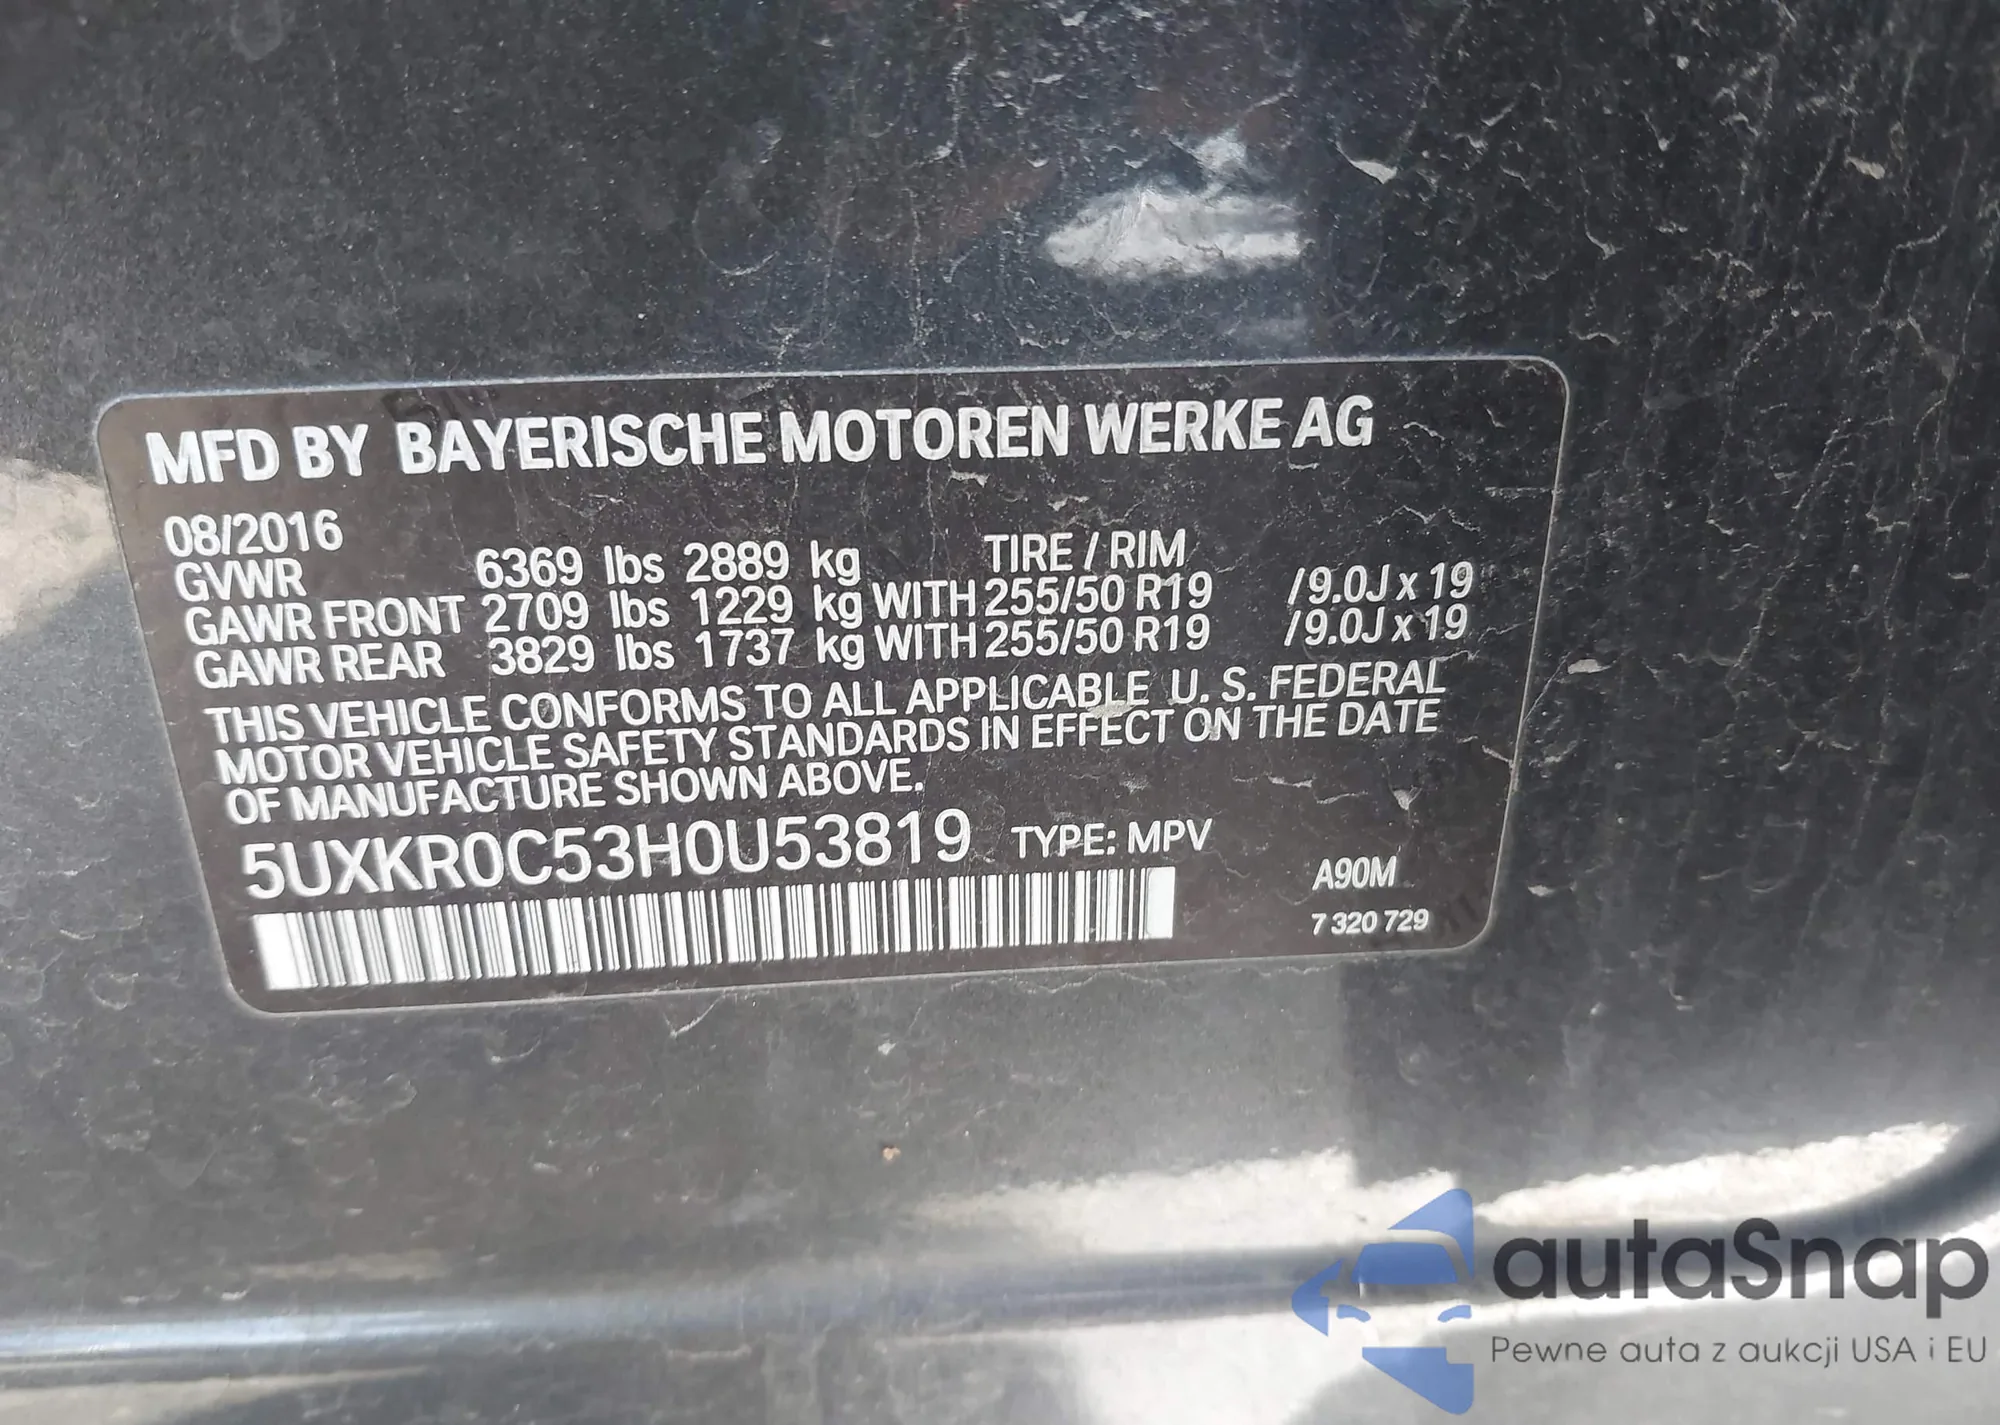 MFD BY BAYERISCHE MOTOREN WERKE AG
08/2016
GVWR 6369 lbs 2889 kg TIRE / RIM
GAWR FRONT 2709 lbs 1229 kg WITH 255/50 R19 /9.0J x 19
GAWR REAR 3829 lbs 1737 kg WITH 255/50 R19 /9.0J x 19
THIS VEHICLE CONFORMS TO ALL APPLICABLE U. S. FEDERAL
MOTOR VEHICLE SAFETY STANDARDS IN EFFECT ON THE DATE
OF MANUFACTURE SHOWN ABOVE.
5UXKR0C53H0U53819 TYPE: MPV
A90M
7 320 729
autaSnap
Pewne auta z aukcji USA i EU